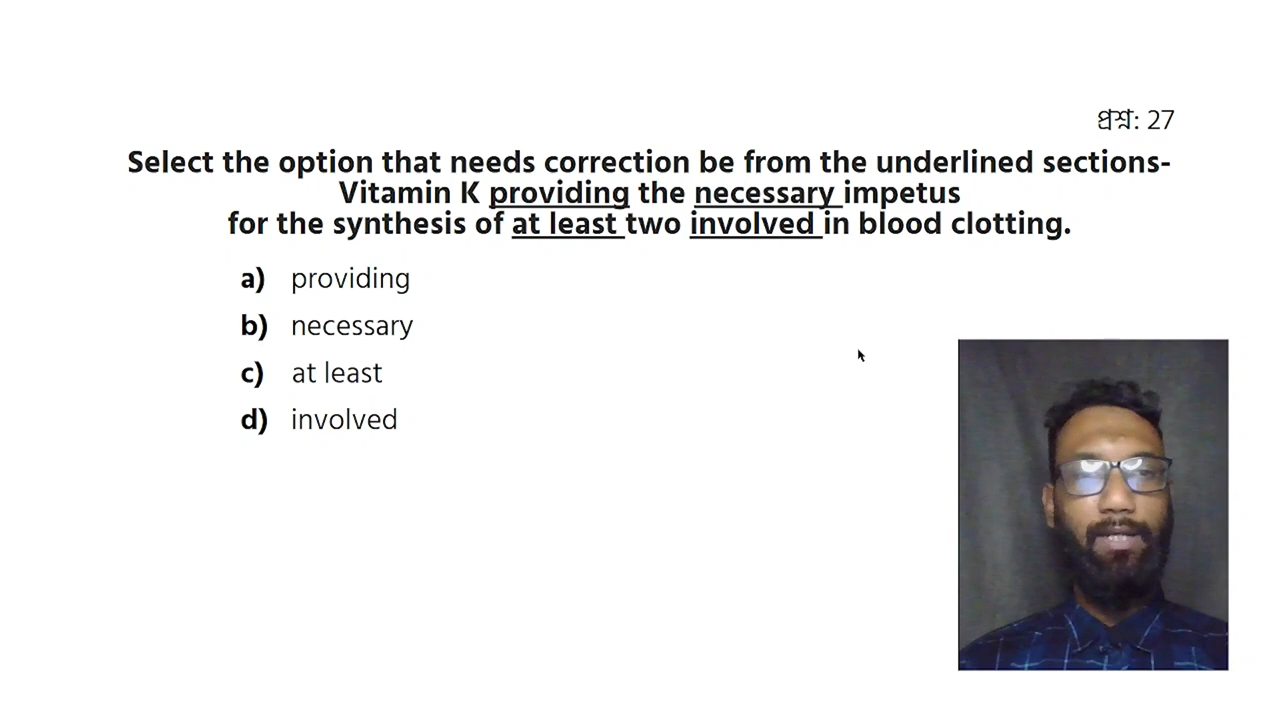 প্রশ্ন: 27
Select the option that needs correction be from the underlined sections-
Vitamin K providing the necessary impetus
for the synthesis of at least two involved in blood clotting.
a) providing
b) necessary
c) at least
d) involved